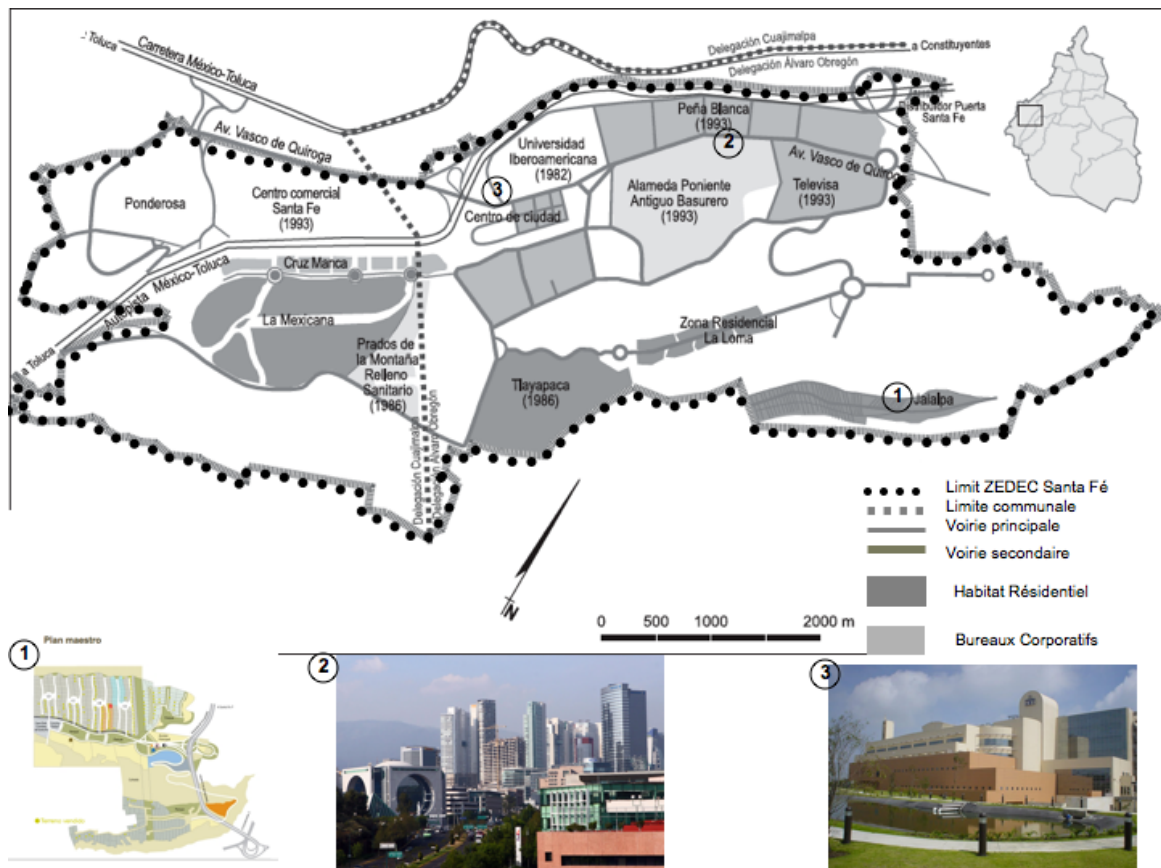 : Toluca
Carretera México-Toluca
Delegación Cuajimalpa
a Constituyentes
Delegación Álvaro Obregón
Distribuidor Puerta
Santa Fe
Peña Blanca
(1993)
2
Av. Vasco de Quiroga
Universidad
Iberoamericana
(1982)
Av. Vasco de Quiroga
3
Ponderosa
Centro comercial
Santa Fe
(1993)
Alameda Poniente
Antiguo Basurero
(1993)
Televisa
(1993)
Centro de ciudad
Cruz Manca
Autopista México-Toluca
La Mexicana
a Toluca
Zona Residencial
La Loma
Prados de
la Montaña
Relleno
Sanitario
(1986)
Tlayapaca
(1986)
1
Jalalpa
Delegación Cuajimalpa
Delegación Álvaro Obregón
N
0 500 1000 2000 m
Limit ZEDEC Santa Fé
Limite communale
Voirie principale
Voirie secondaire
Habitat Résidentiel
Bureaux Corporatifs
Plan maestro
1
Terreno vendido
2
3